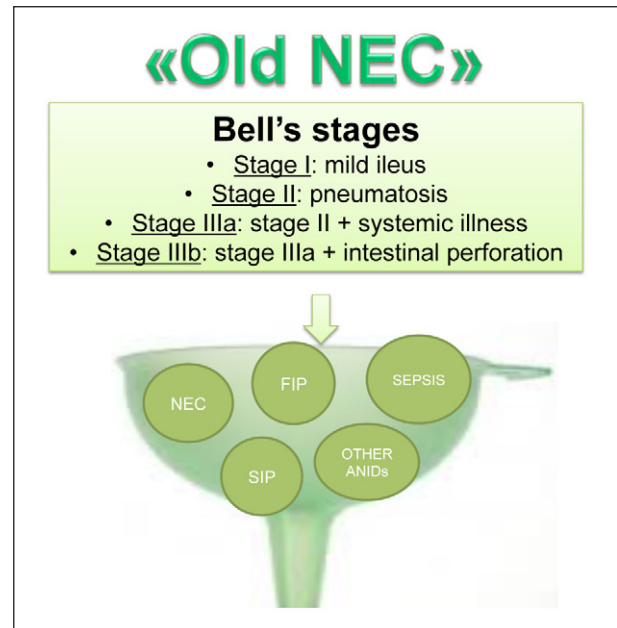 «Old NEC»
Bell's stages
• Stage I: mild ileus
• Stage II: pneumatosis
• Stage IIIa: stage II + systemic illness
• Stage IIIb: stage IIIa + intestinal perforation
NEC
FIP
SEPSIS
SIP
OTHER
ANIDs